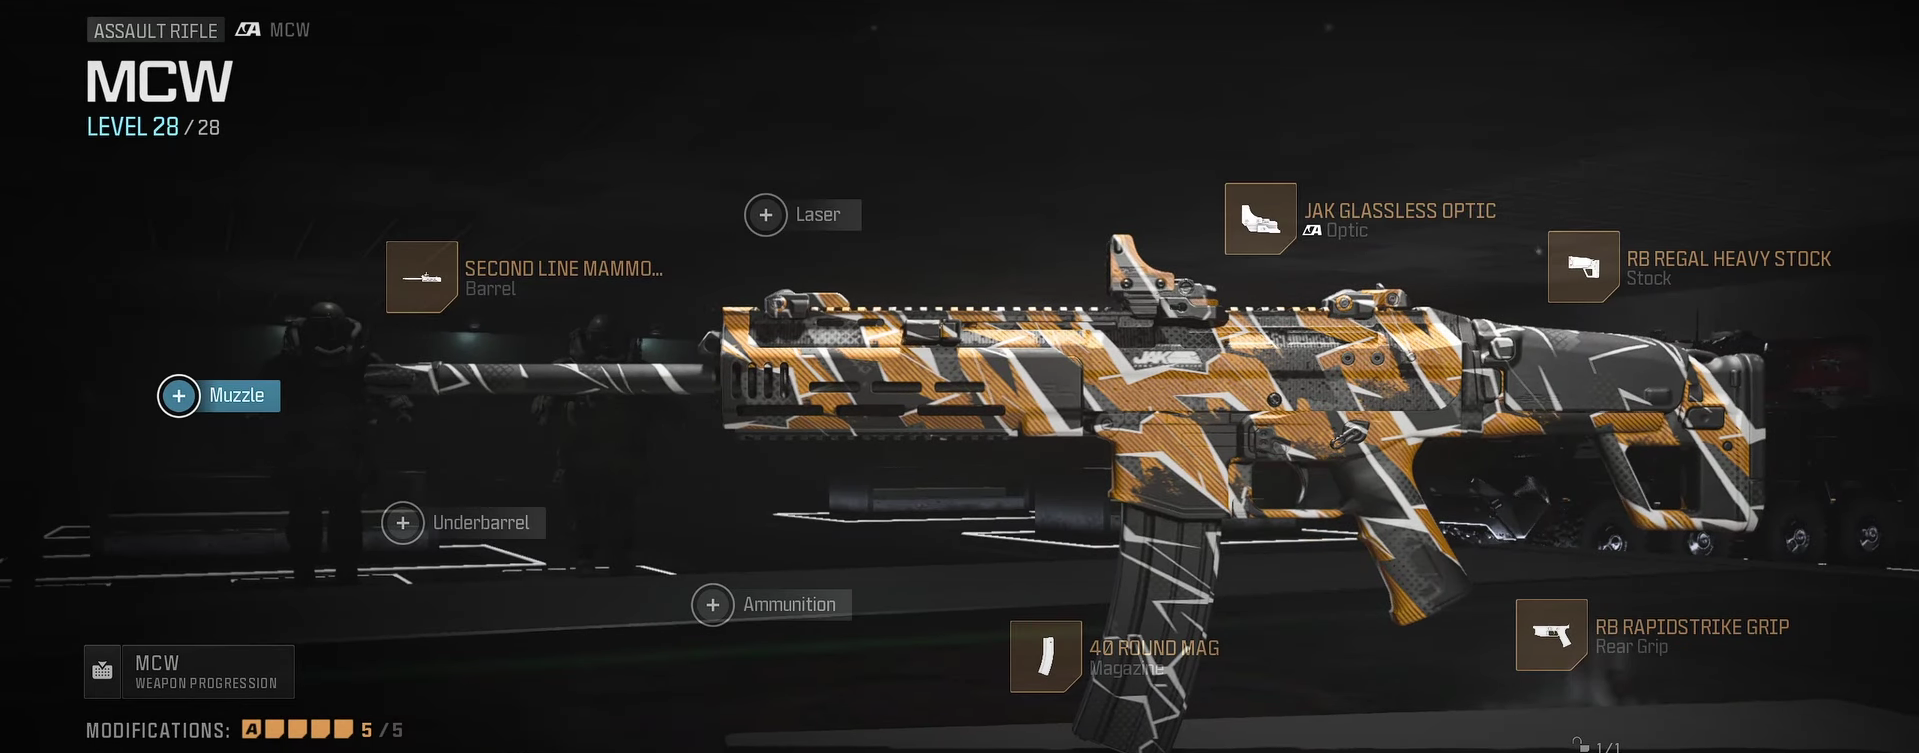 ASSAULT RIFLE MCW
MCW
LEVEL 28 / 28
Laser
JAK GLASSLESS OPTIC
Optic
SECOND LINE MAMMO...
Barrel
RB REGAL HEAVY STOCK
Stock
JAK
Muzzle
Underbarrel
Ammunition
40 ROUND MAG
Magazine
RB RAPIDSTRIKE GRIP
Rear Grip
MCW
WEAPON PROGRESSION
MODIFICATIONS: A 5 / 5
1/1